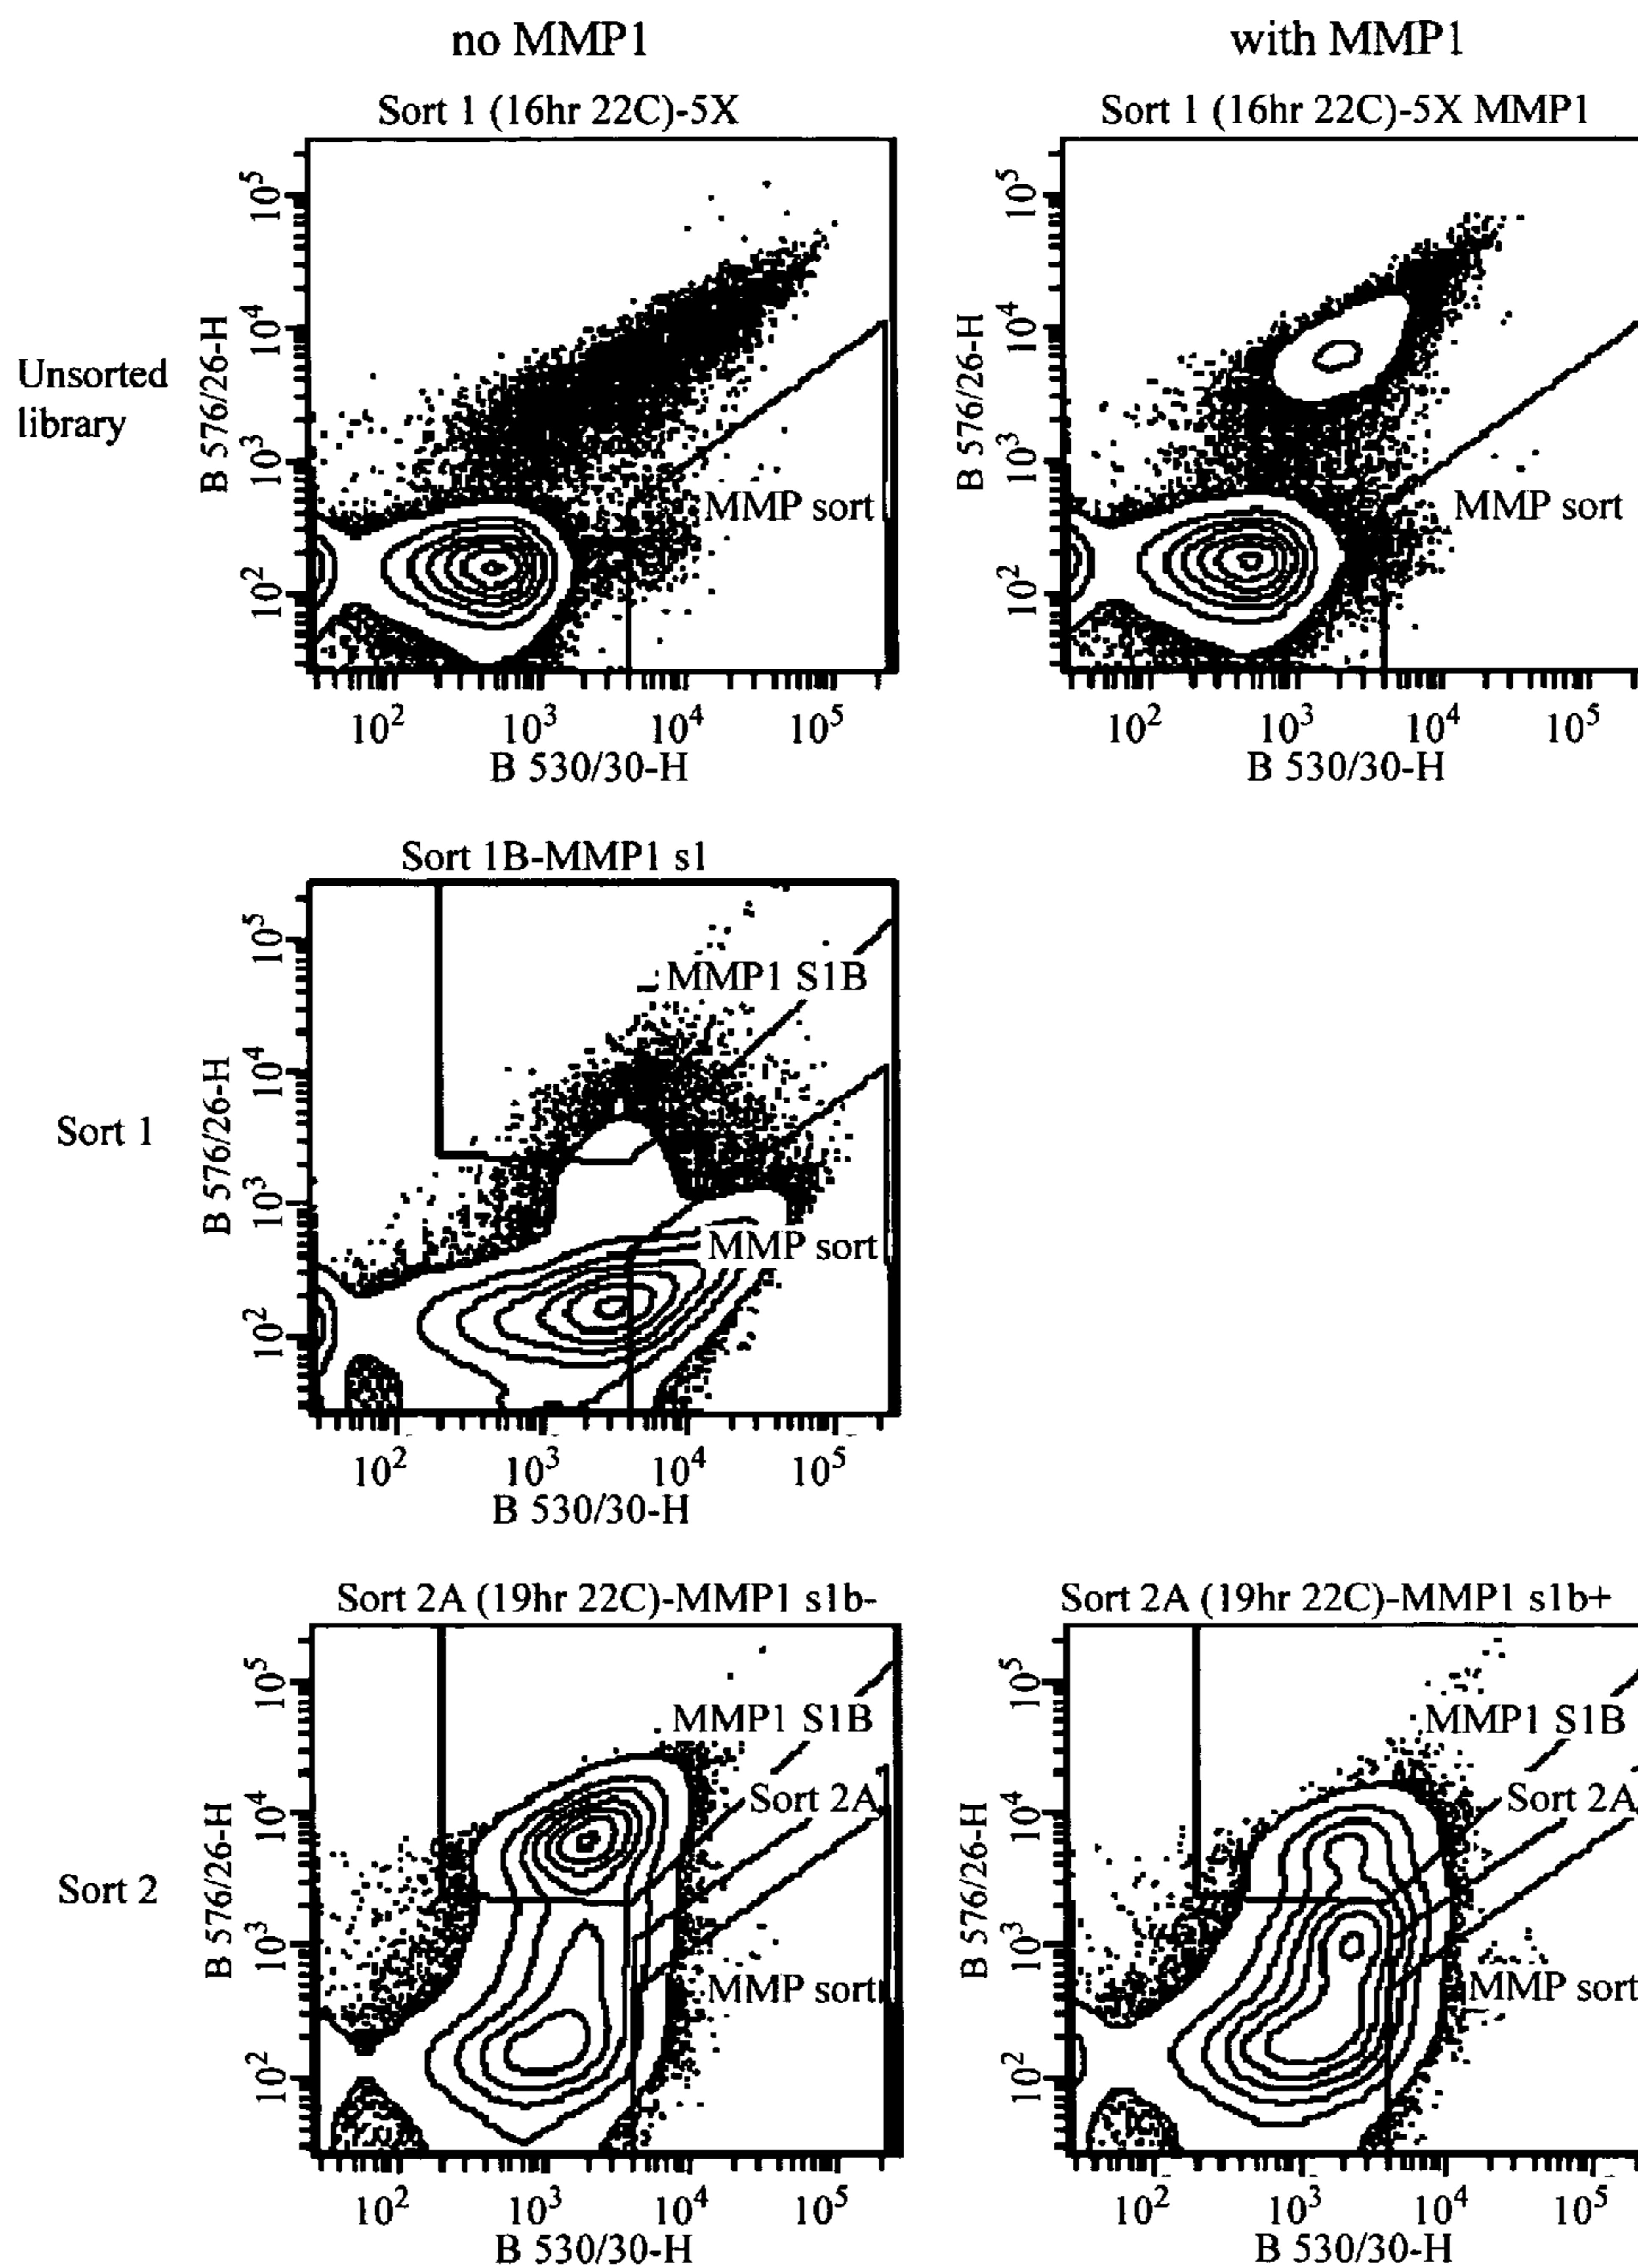 no MMP1
with MMP1
Sort 1 (16hr 22C)-5X
Sort 1 (16hr 22C)-5X MMP1
Unsorted
library
B 576/26-H
10^5
10^4
10^3
10^2
MMP sort
10^2 10^3 10^4 10^5
B 530/30-H
B 576/26-H
10^5
10^4
10^3
10^2
MMP sort
10^2 10^3 10^4 10^5
B 530/30-H
Sort 1B-MMP1 s1
Sort 1
B 576/26-H
10^5
10^4
10^3
10^2
MMP1 S1B
MMP sort
10^2 10^3 10^4 10^5
B 530/30-H
Sort 2A (19hr 22C)-MMP1 s1b-
Sort 2A (19hr 22C)-MMP1 s1b+
Sort 2
B 576/26-H
10^5
10^4
10^3
10^2
MMP1 S1B
Sort 2A
MMP sort
10^2 10^3 10^4 10^5
B 530/30-H
B 576/26-H
10^5
10^4
10^3
10^2
MMP1 S1B
Sort 2A
MMP sort
10^2 10^3 10^4 10^5
B 530/30-H